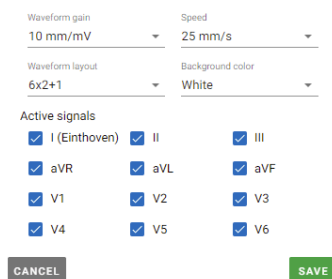 Waveform gain Speed
10 mm/mV 25 mm/s
Waveform layout Background color
6x2+1 White
Active signals
I (Einthoven) II III
aVR aVL aVF
V1 V2 V3
V4 V5 V6
CANCEL SAVE